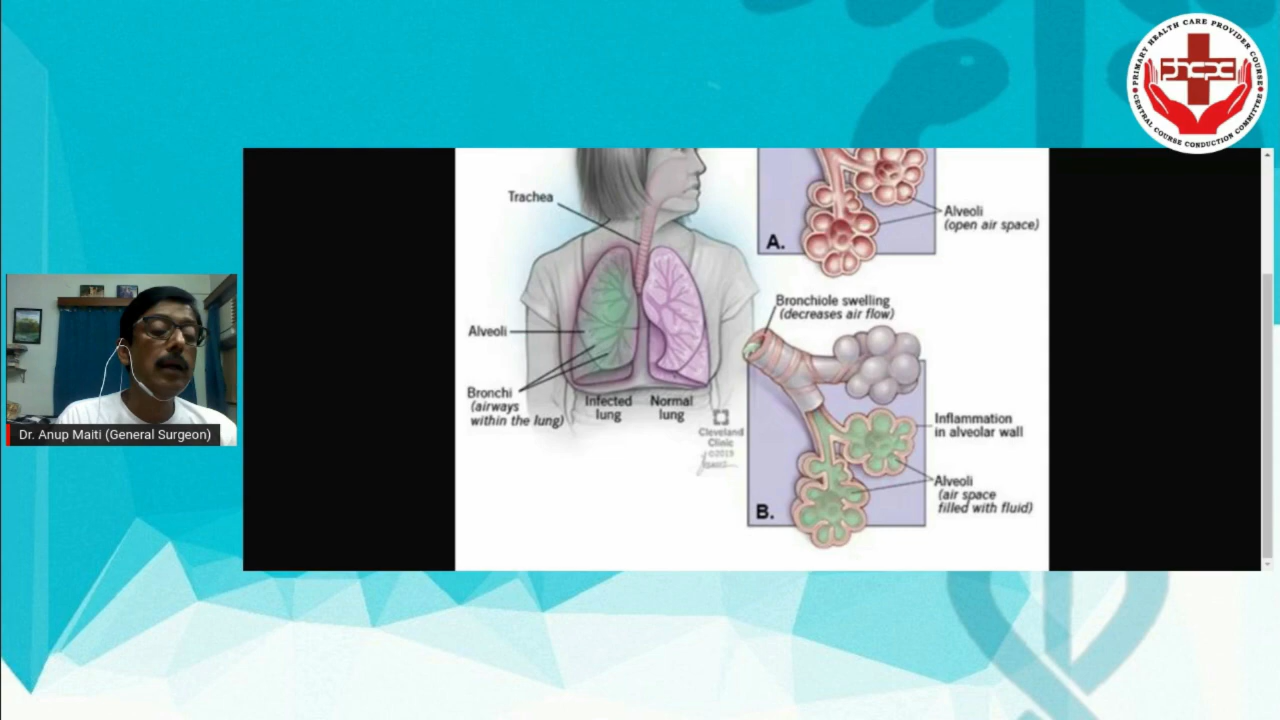 PRIMARY HEALTH CARE PROVIDER COURSE
phcpc
CENTRAL COURSE CONDUCTION COMMITTEE
Trachea
Alveoli
Bronchi
(airways
within the lung)
Infected
lung
Normal
lung
Cleveland
Clinic
©2019
A.
Alveoli
(open air space)
Bronchiole swelling
(decreases air flow)
Inflammation
in alveolar wall
Alveoli
(air space
filled with fluid)
B.
Dr. Anup Maiti (General Surgeon)